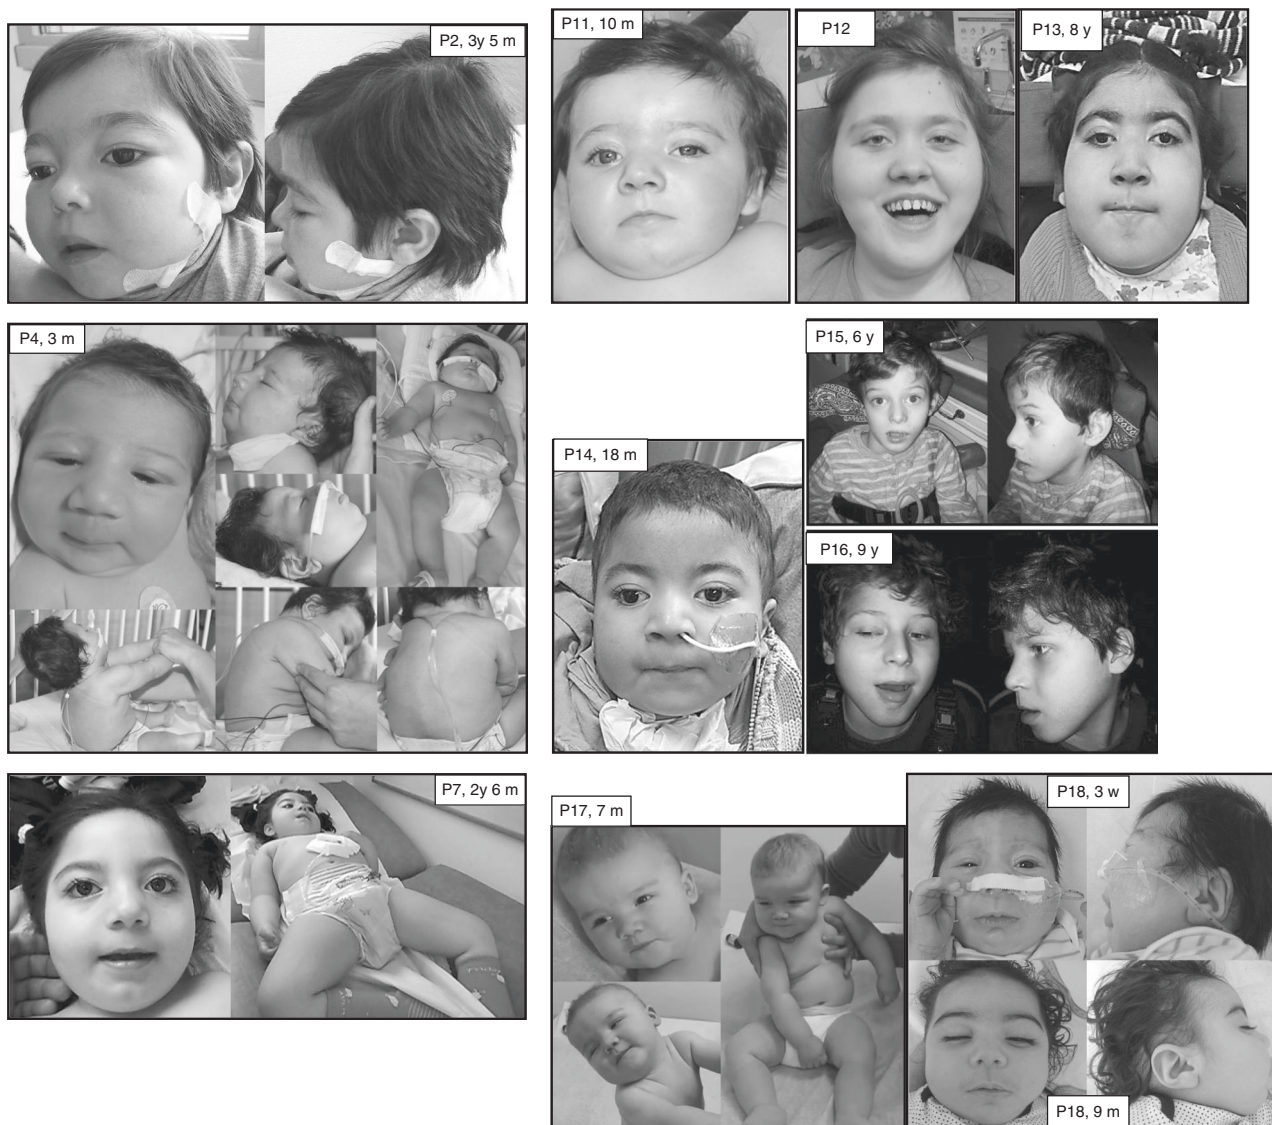 P2, 3y 5 m
P11, 10 m
P12
P13, 8 y
P4, 3 m
P15, 6 y
P14, 18 m
P16, 9 y
P7, 2y 6 m
P17, 7 m
P18, 3 w
P18, 9 m